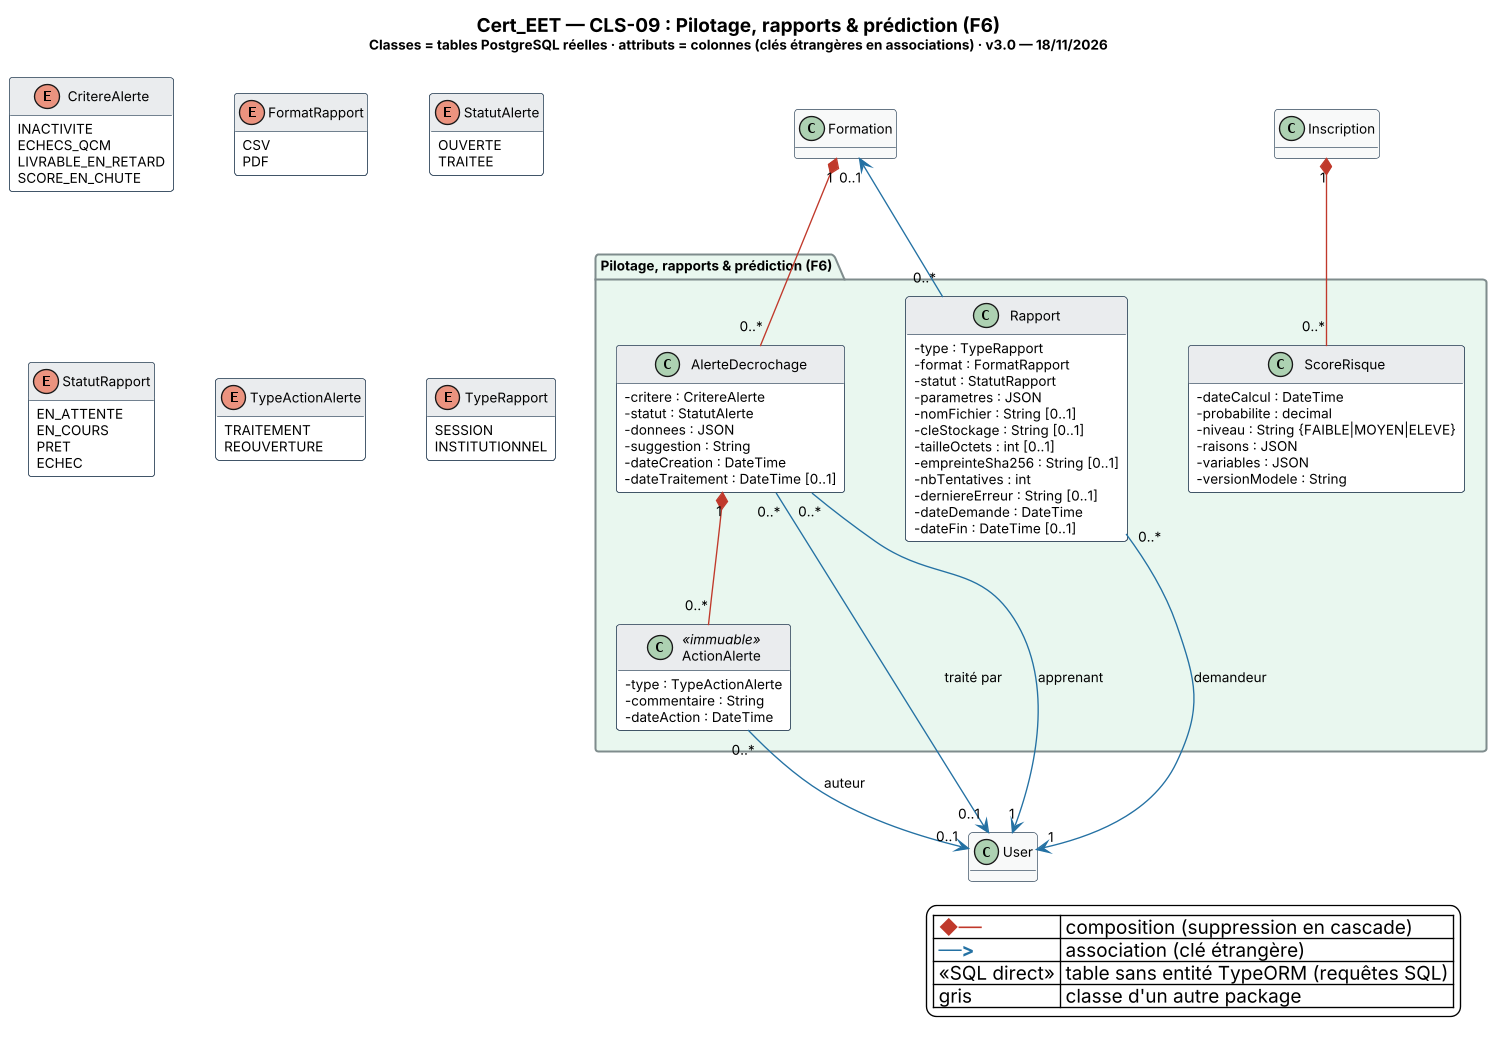 Cert_EET — CLS-09 : Pilotage, rapports & prédiction (F6)
Classes = tables PostgreSQL réelles · attributs = colonnes (clés étrangères en associations) · v3.0 — 18/11/2026
E CritereAlerte
INACTIVITE
ECHECS_QCM
LIVRABLE_EN_RETARD
SCORE_EN_CHUTE
E FormatRapport
CSV
PDF
E StatutAlerte
OUVERTE
TRAITEE
C Formation
C Inscription
1
0..1
1
E StatutRapport
EN_ATTENTE
EN_COURS
PRET
ECHEC
E TypeActionAlerte
TRAITEMENT
REOUVERTURE
E TypeRapport
SESSION
INSTITUTIONNEL
Pilotage, rapports & prédiction (F6)
0..*
0..*
0..*
C AlerteDecrochage
-critere : CritereAlerte
-statut : StatutAlerte
-donnees : JSON
-suggestion : String
-dateCreation : DateTime
-dateTraitement : DateTime [0..1]
C Rapport
-type : TypeRapport
-format : FormatRapport
-statut : StatutRapport
-parametres : JSON
-nomFichier : String [0..1]
-cleStockage : String [0..1]
-tailleOctets : int [0..1]
-empreinteSha256 : String [0..1]
-nbTentatives : int
-derniereErreur : String [0..1]
-dateDemande : DateTime
-dateFin : DateTime [0..1]
C ScoreRisque
-dateCalcul : DateTime
-probabilite : decimal
-niveau : String {FAIBLE|MOYEN|ELEVE}
-raisons : JSON
-variables : JSON
-versionModele : String
1
0..*
0..*
0..*
0..*
C «immuable»
ActionAlerte
-type : TypeActionAlerte
-commentaire : String
-dateAction : DateTime
traité par
apprenant
demandeur
0..*
auteur
0..1
1
0..1
1
C User
composition (suppression en cascade)
association (clé étrangère)
«SQL direct» table sans entité TypeORM (requêtes SQL)
gris classe d'un autre package